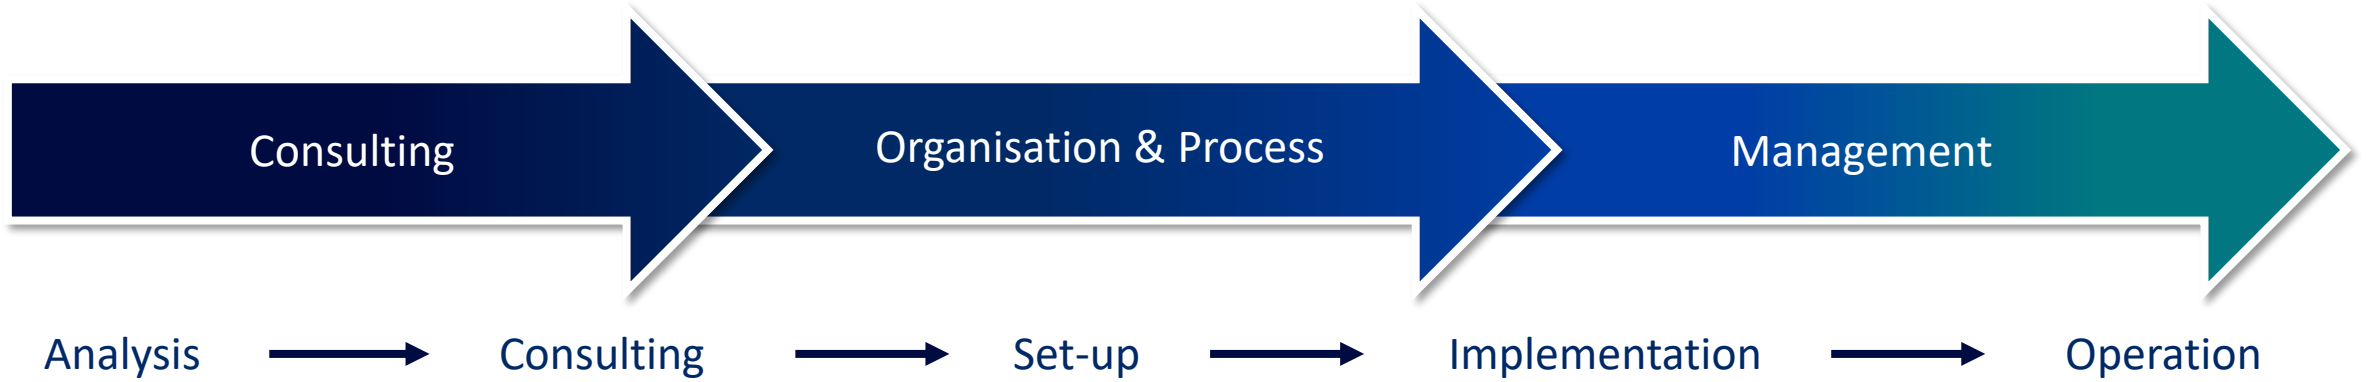 Consulting
Organisation & Process
Management
Analysis
Consulting
Set-up
Implementation
Operation